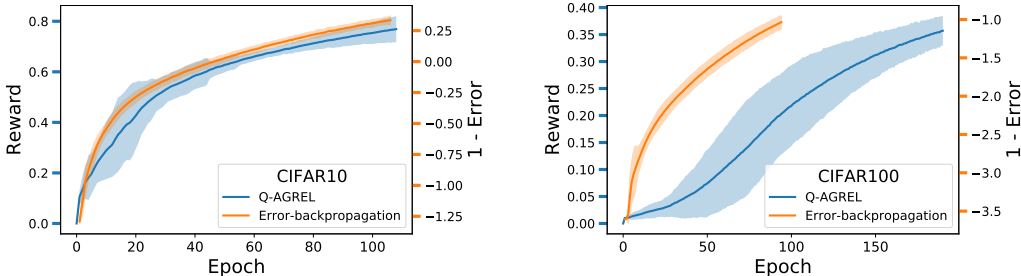 Reward
0.8
0.6
0.4
0.2
0.0
0.25
0.00
−0.25
−0.50
−0.75
−1.00
−1.25
1 - Error
CIFAR10
Q-AGREL
Error-backpropagation
0 20 40 60 80 100
Epoch
Reward
0.40
0.35
0.30
0.25
0.20
0.15
0.10
0.05
0.00
−1.0
−1.5
−2.0
−2.5
−3.0
−3.5
1 - Error
CIFAR100
Q-AGREL
Error-backpropagation
0 50 100 150
Epoch